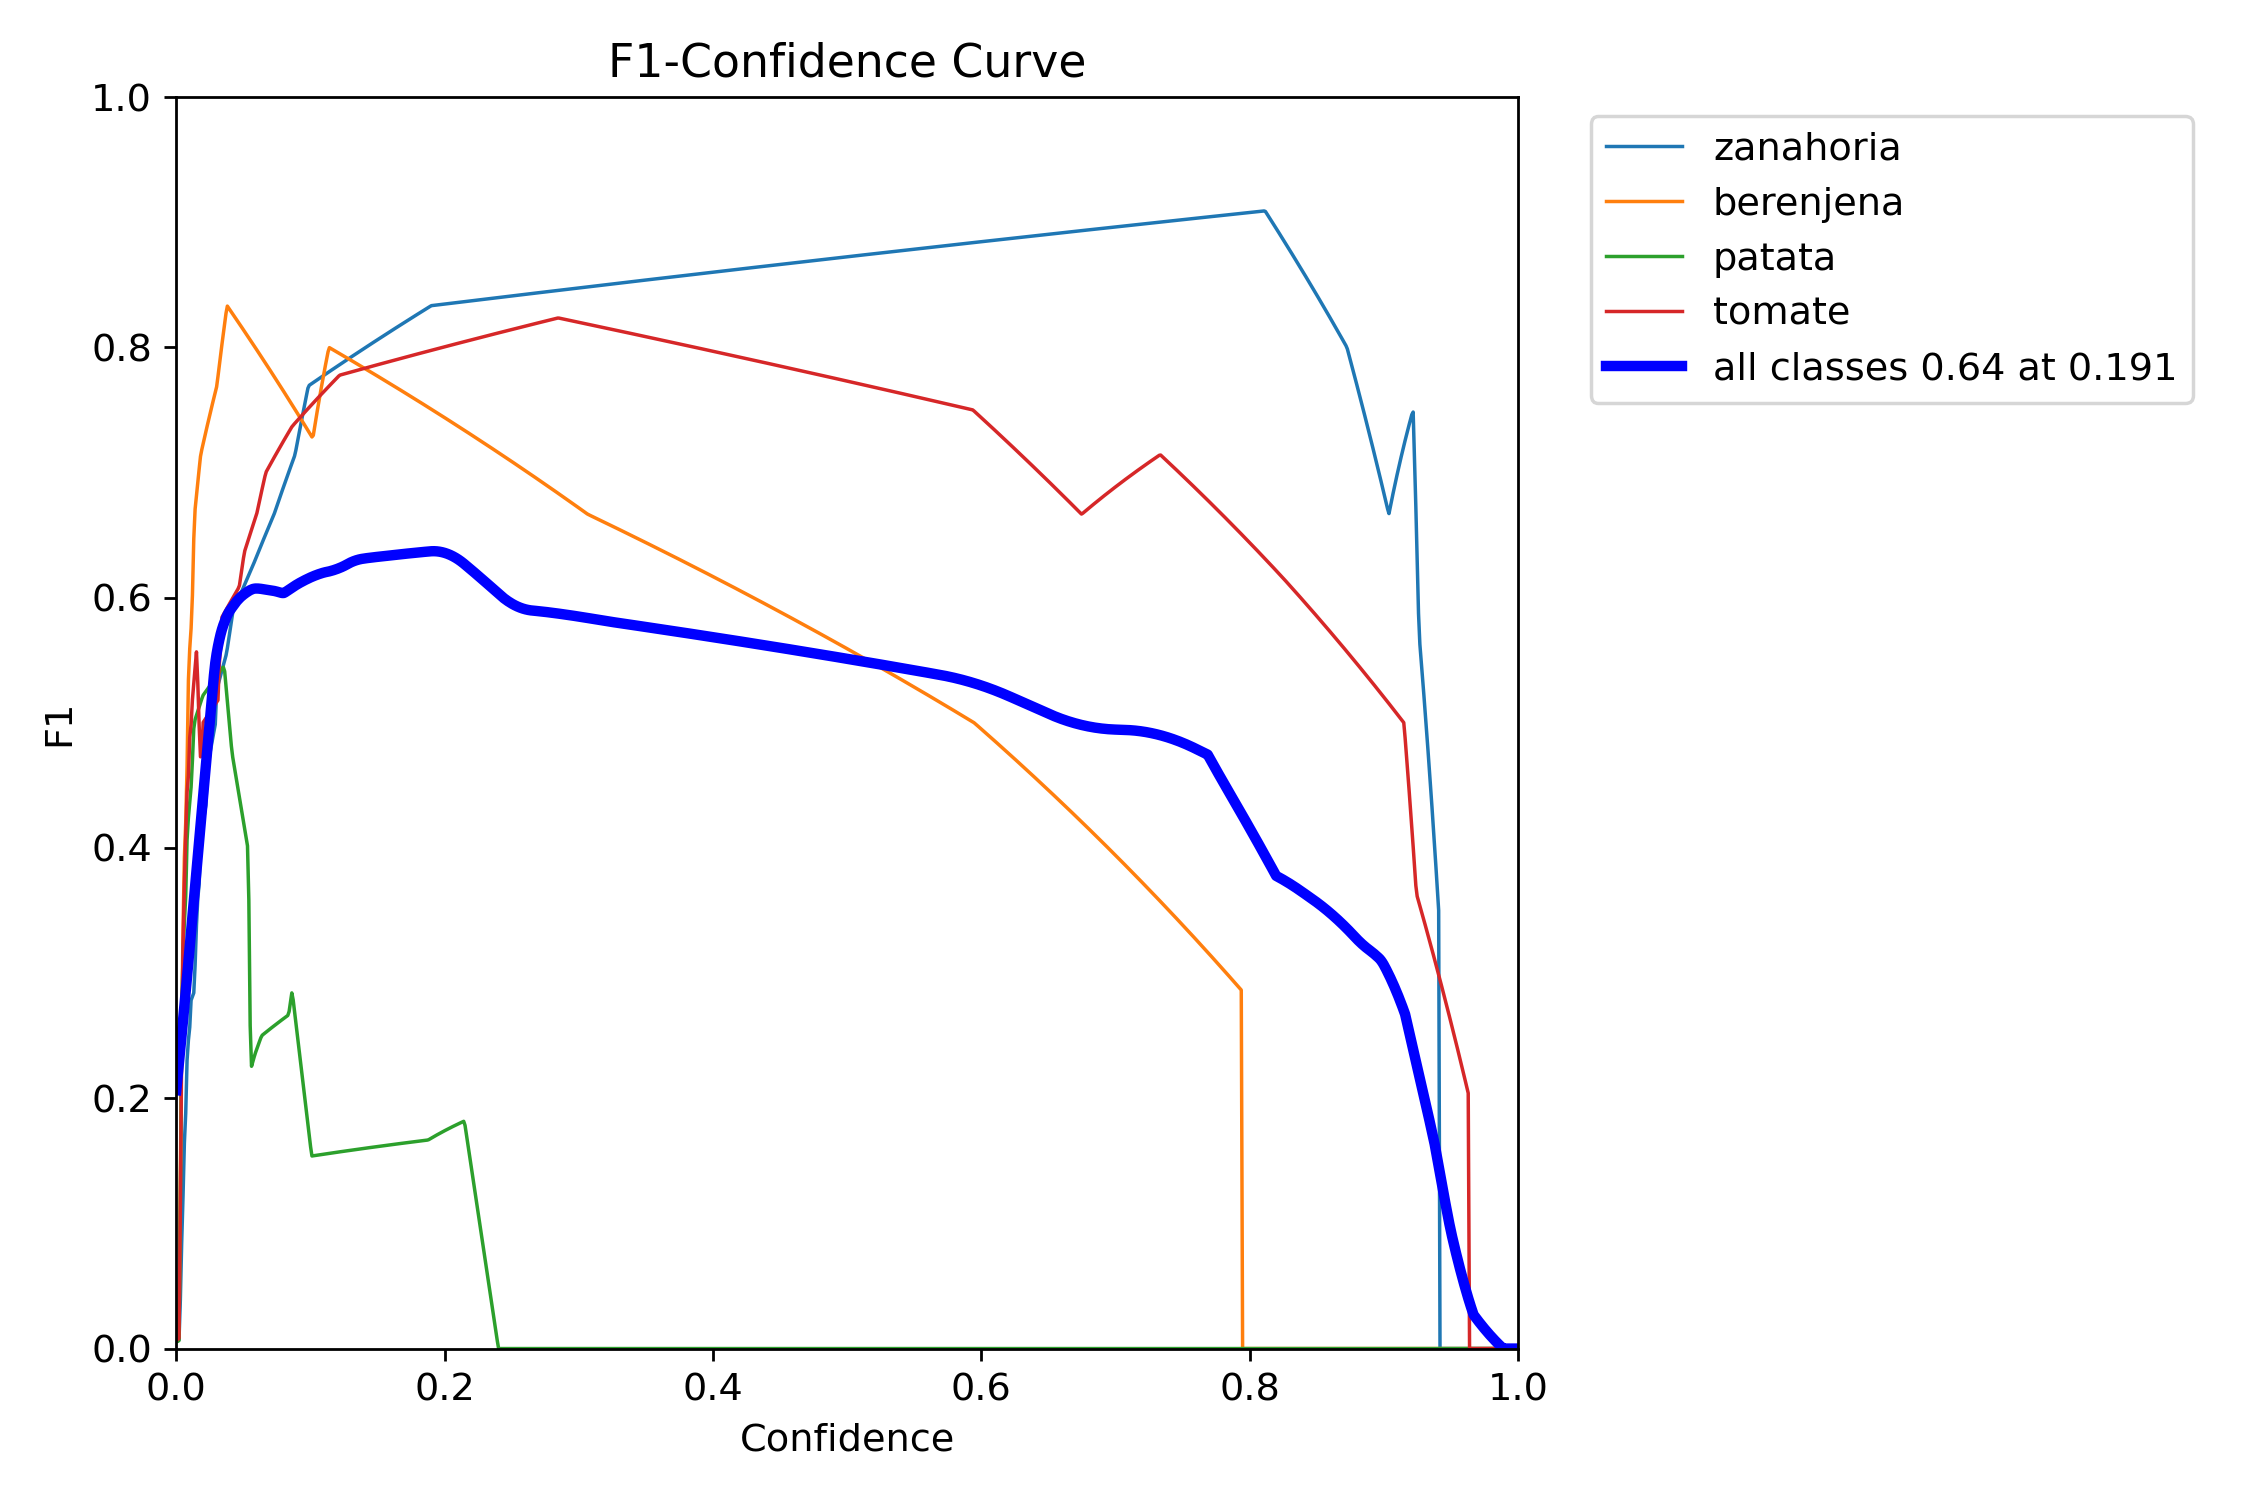 F1-Confidence Curve
1.0
0.8
0.6
0.4
0.2
0.0
F1
0.0 0.2 0.4 0.6 0.8 1.0
Confidence
zanahoria
berenjena
patata
tomate
all classes 0.64 at 0.191